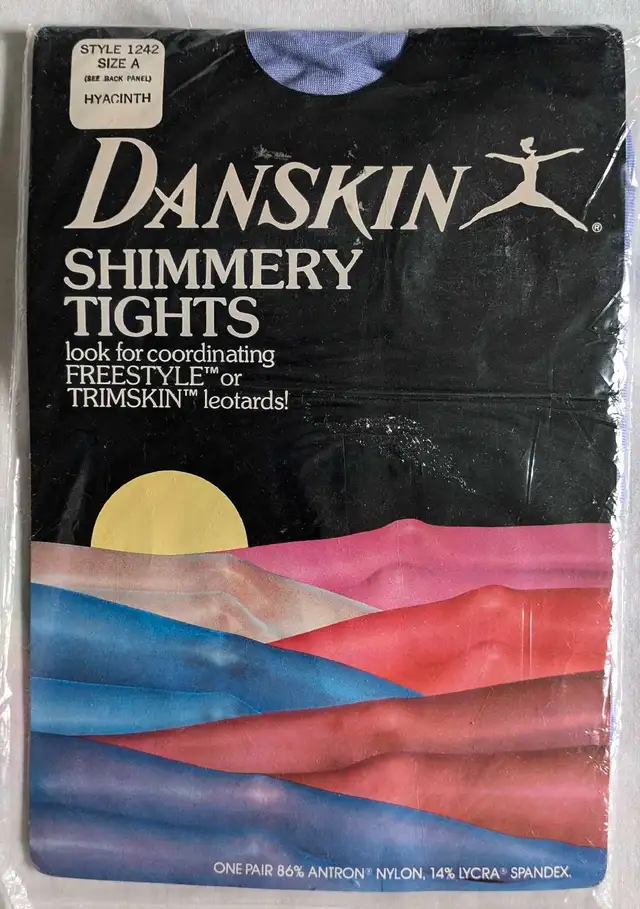 STYLE 1242
SIZE A
(SEE BACK PANEL)
HYACINTH
DANSKIN®
SHIMMERY
TIGHTS
look for coordinating
FREESTYLE™ or
TRIMSKIN™ leotards!
ONE PAIR 86% ANTRON® NYLON, 14% LYCRA® SPANDEX.